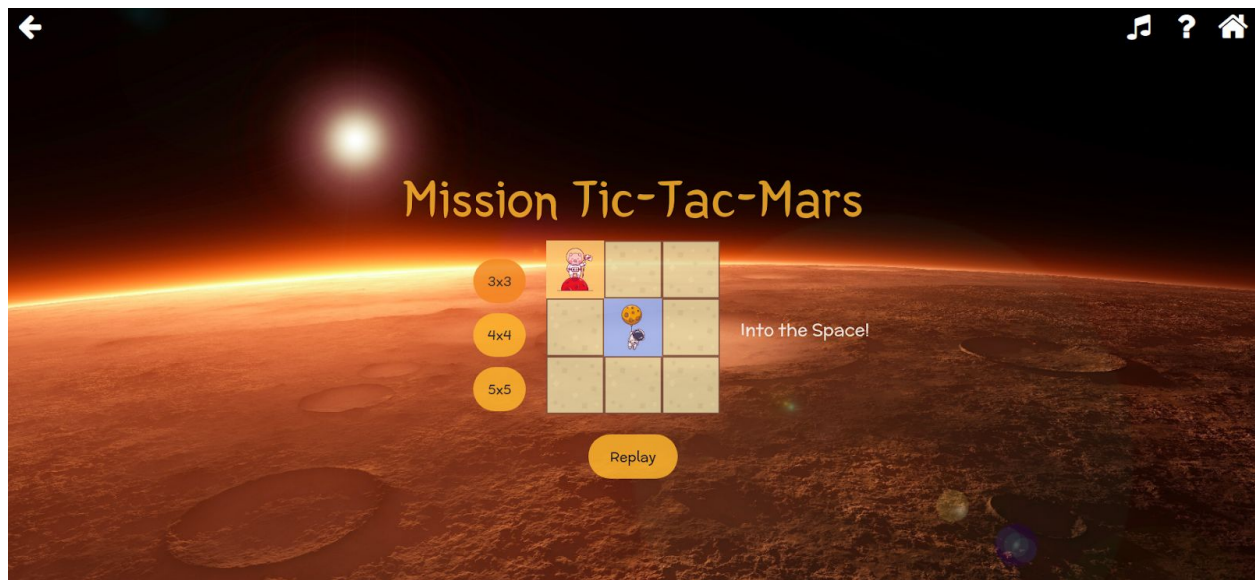 ?
Mission Tic-Tac-Mars
3x3
4x4
Into the Space!
5x5
Replay